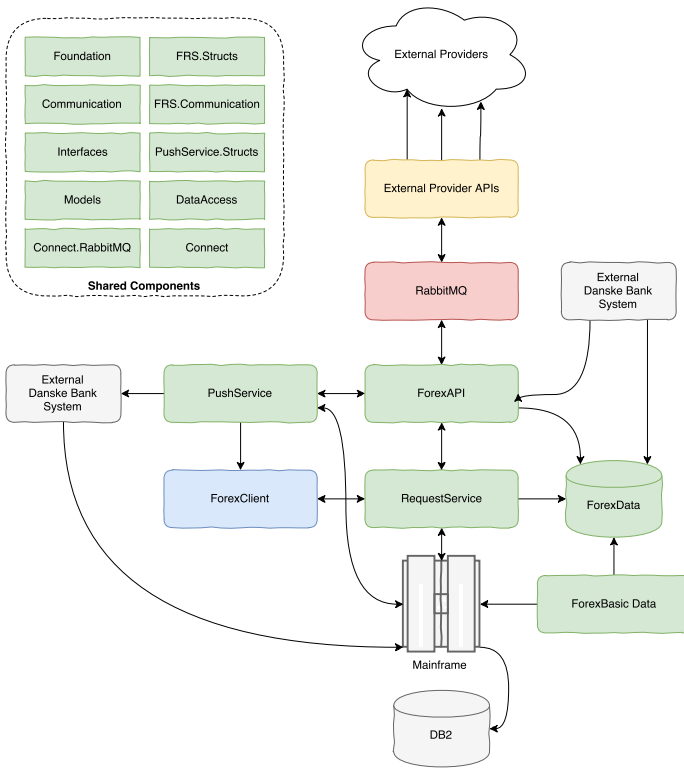 Foundation
FRS.Structs
Communication
FRS.Communication
Interfaces
PushService.Structs
Models
DataAccess
Connect.RabbitMQ
Connect
Shared Components
External Providers
External Provider APIs
RabbitMQ
External
Danske Bank
System
External
Danske Bank
System
PushService
ForexAPI
ForexClient
RequestService
ForexData
ForexBasic Data
Mainframe
DB2